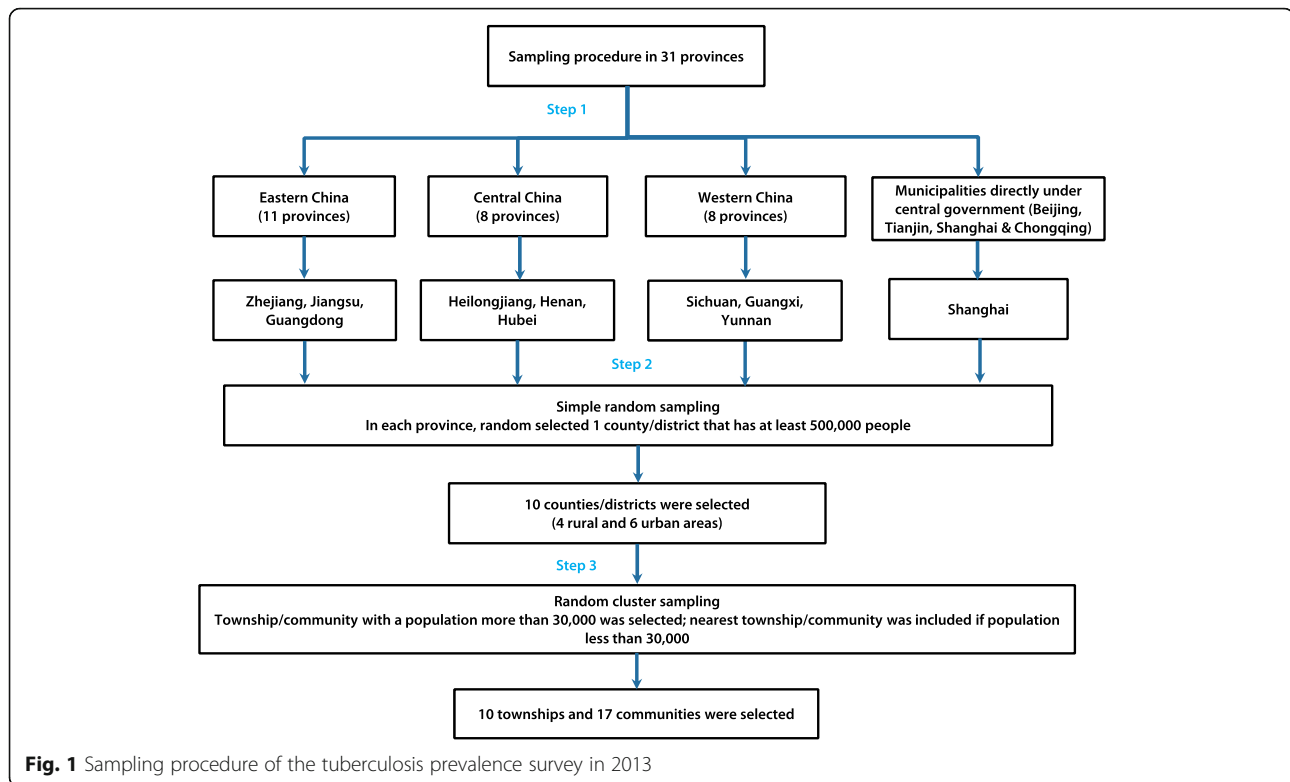 Sampling procedure in 31 provinces
Step 1
Eastern China
(11 provinces)
Central China
(8 provinces)
Western China
(8 provinces)
Municipalities directly under
central government (Beijing,
Tianjin, Shanghai & Chongqing)
Zhejiang, Jiangsu,
Guangdong
Heilongjiang, Henan,
Hubei
Sichuan, Guangxi,
Yunnan
Shanghai
Step 2
Simple random sampling
In each province, random selected 1 county/district that has at least 500,000 people
10 counties/districts were selected
(4 rural and 6 urban areas)
Step 3
Random cluster sampling
Township/community with a population more than 30,000 was selected; nearest township/community was included if population
less than 30,000
10 townships and 17 communities were selected
Fig. 1 Sampling procedure of the tuberculosis prevalence survey in 2013